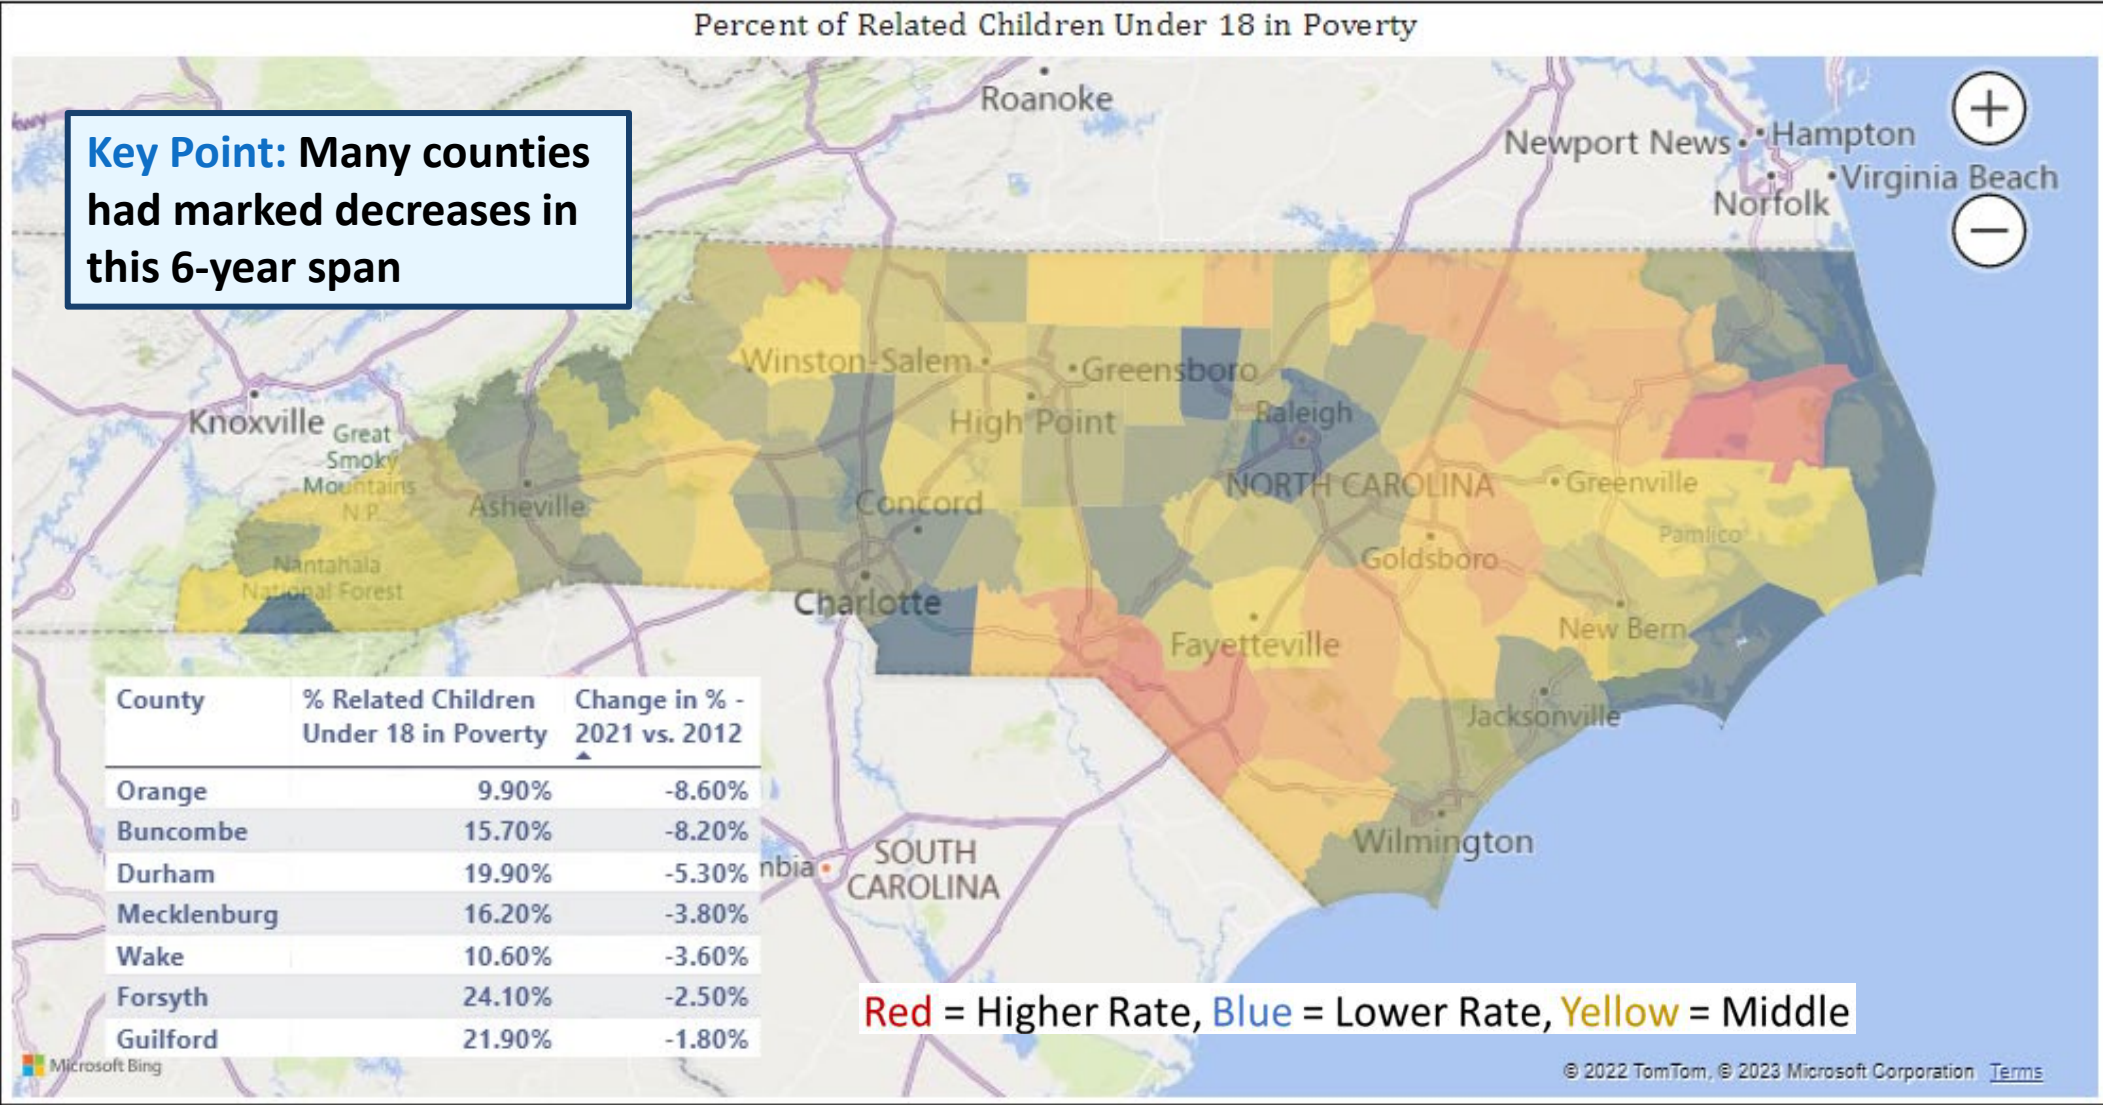 Percent of Related Children Under 18 in Poverty
Key Point: Many counties
had marked decreases in
this 6-year span
Roanoke
Newport News
Hampton
Virginia Beach
Norfolk
+
−
Knoxville
Great
Smoky
Mountains
N.P.
Winston-Salem
Greensboro
High Point
Raleigh
Asheville
Concord
NORTH CAROLINA
Greenville
Pamlico
Goldsboro
Nantahala
National Forest
Charlotte
Fayetteville
New Bern
Jacksonville
Wilmington
SOUTH
CAROLINA
nbia
County % Related Children Under 18 in Poverty Change in % - 2021 vs. 2012
Orange 9.90% -8.60%
Buncombe 15.70% -8.20%
Durham 19.90% -5.30%
Mecklenburg 16.20% -3.80%
Wake 10.60% -3.60%
Forsyth 24.10% -2.50%
Guilford 21.90% -1.80%
Red = Higher Rate, Blue = Lower Rate, Yellow = Middle
Microsoft Bing
© 2022 TomTom, © 2023 Microsoft Corporation Terms